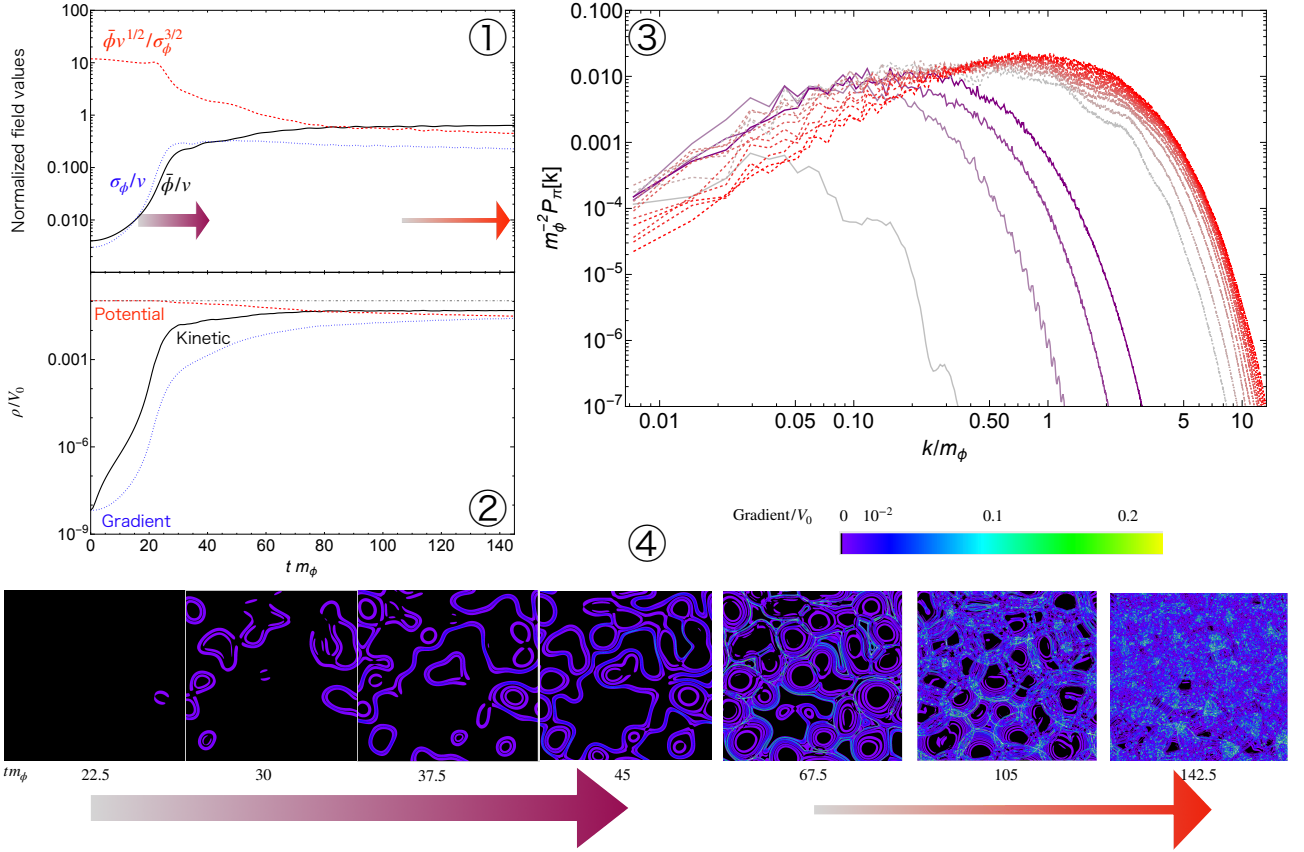 ①
Normalized field values
100
10
1
0.100
0.010
ϕ̄v^{1/2}/σ_ϕ^{3/2}
σ_ϕ/v
ϕ̄/v
②
ρ/V_0
0.001
10^{-6}
10^{-9}
Potential
Kinetic
Gradient
0 20 40 60 80 100 120 140
t m_ϕ
③
m_ϕ^{-2}P_π[k]
0.100
0.010
0.001
10^{-4}
10^{-5}
10^{-6}
10^{-7}
0.01 0.05 0.10 0.50 1 5 10
k/m_ϕ
④
Gradient/V_0 0 10^{-2} 0.1 0.2
tm_ϕ 22.5 30 37.5 45 67.5 105 142.5